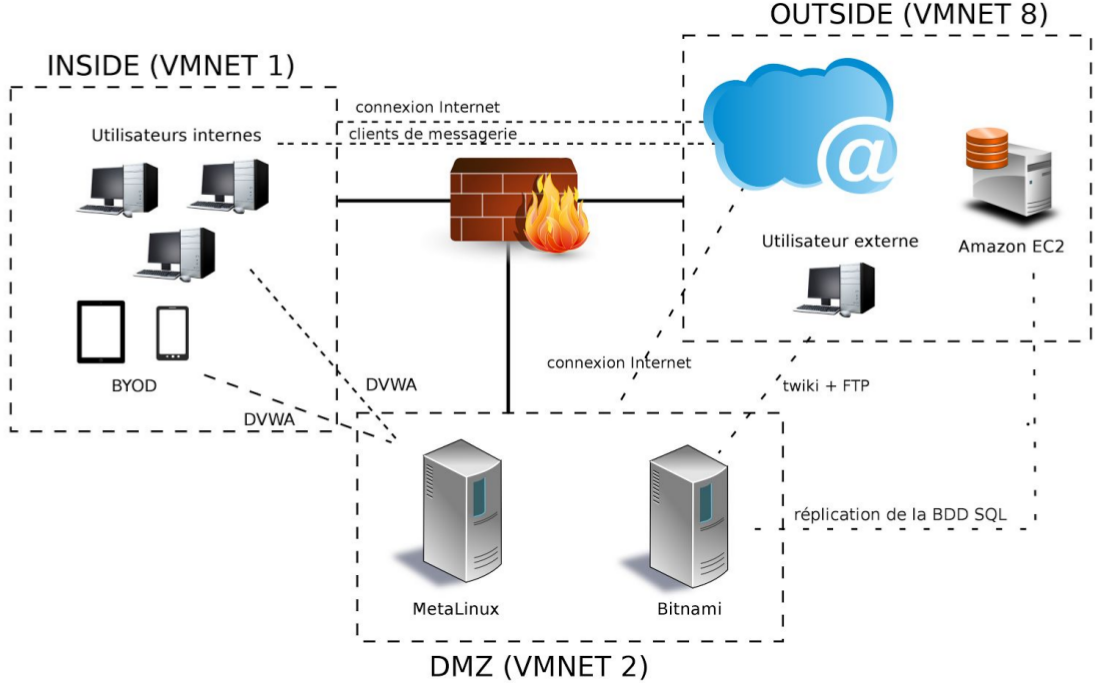 OUTSIDE (VMNET 8)
INSIDE (VMNET 1)
connexion Internet
Utilisateurs internes
clients de messagerie
@
Utilisateur externe
Amazon EC2
connexion Internet
BYOD
DVWA
twiki + FTP
DVWA
réplication de la BDD SQL
MetaLinux
Bitnami
DMZ (VMNET 2)